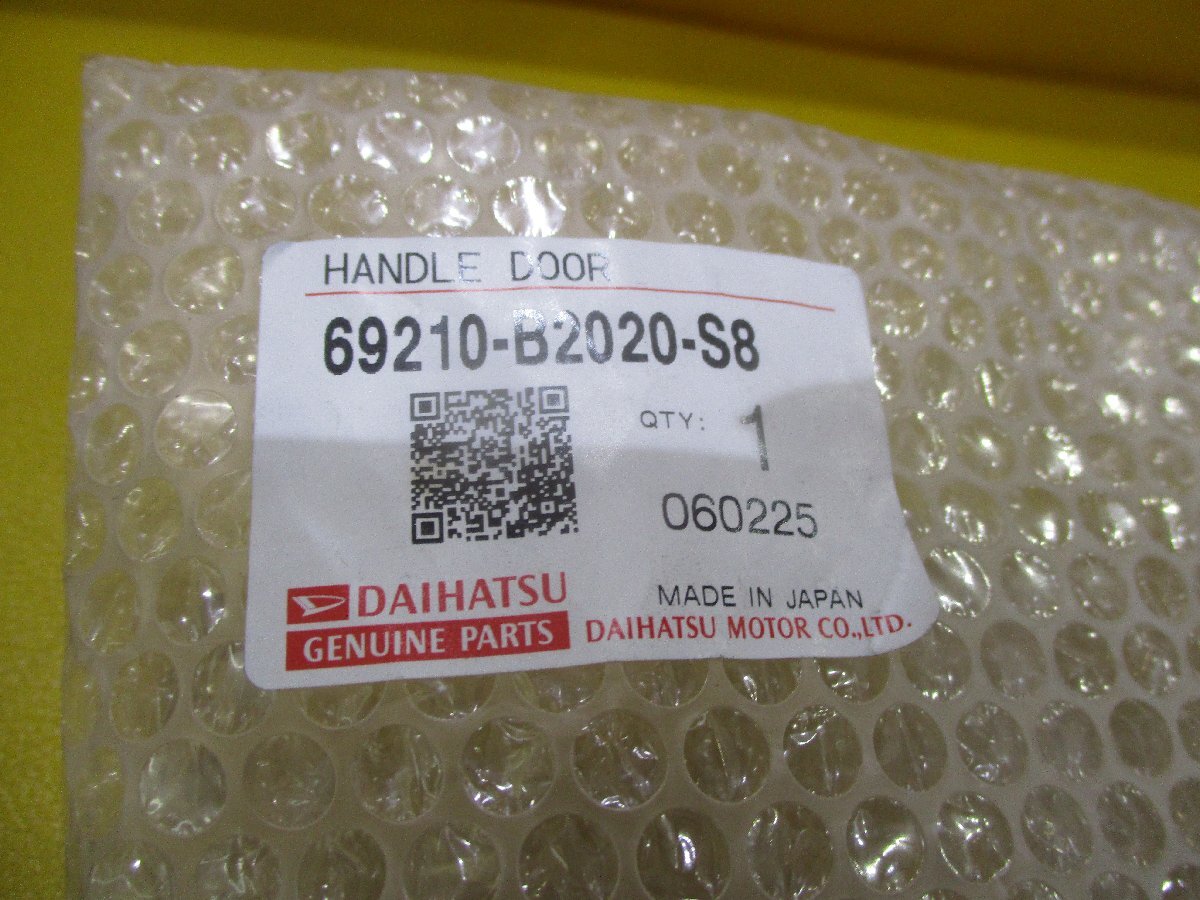 HANDLE DOOR
69210-B2020-S8
QTY: 1
060225
MADE IN JAPAN
DAIHATSU
GENUINE PARTS
DAIHATSU MOTOR CO.,LTD.